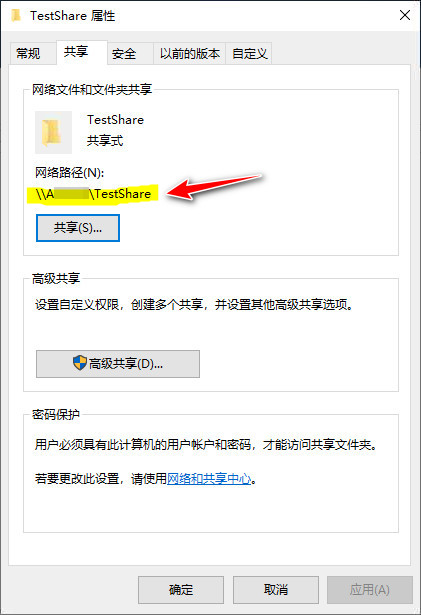 TestShare 属性
常规 共享 安全 以前的版本 自定义
网络文件和文件夹共享
TestShare
共享式
网络路径(N):
\\A \TestShare
共享(S)...
高级共享
设置自定义权限，创建多个共享，并设置其他高级共享选项。
高级共享(D)...
密码保护
用户必须具有此计算机的用户帐户和密码，才能访问共享文件夹。
若要更改此设置，请使用网络和共享中心。
确定 取消 应用(A)